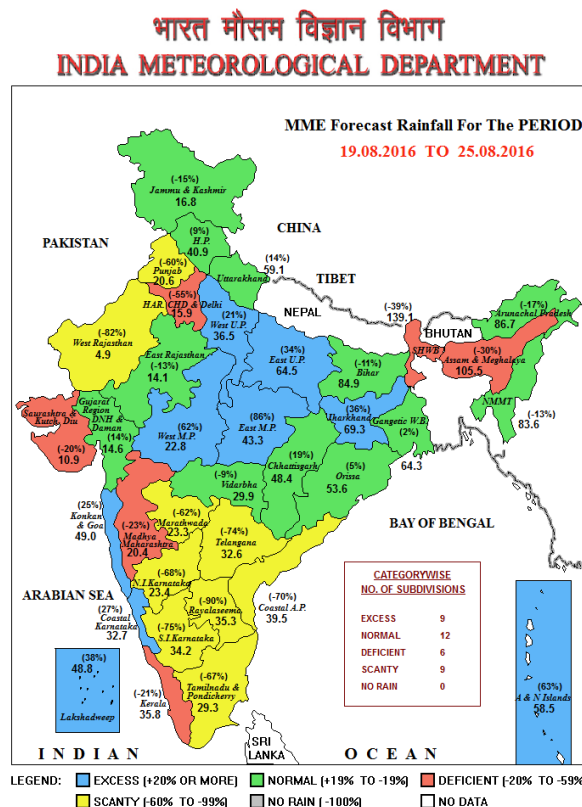 भारत मौसम विज्ञान विभाग
INDIA METEOROLOGICAL DEPARTMENT
MME Forecast Rainfall For The PERIOD
19.08.2016 TO 25.08.2016
(-15%)
Jammu & Kashmir
16.8
CHINA
(9%)
H.P.
40.9
PAKISTAN
(-60%)
Punjab
20.6
(14%)
59.1
Uttarakhand
TIBET
(-55%)
HAR. CHD & Delhi
15.9
NEPAL
(21%)
West U.P.
36.5
(-39%)
139.1
(-17%)
Arunachal Pradesh
86.7
BHUTAN
(-82%)
West Rajasthan
4.9
East Rajasthan
(-13%)
14.1
(34%)
East U.P.
64.5
(-11%)
Bihar
84.9
SHWB
(-30%)
Assam & Meghalaya
105.5
NMMT
(-13%)
83.6
Gujarat
Region
DNH &
Daman
(14%)
14.6
Saurashtra &
Kutch, Diu
(-20%)
10.9
(62%)
West M.P.
22.8
(86%)
East M.P.
43.3
(36%)
Jharkhand
69.3
Gangetic W.B.
(2%)
64.3
(19%)
Chhattisgarh
48.4
(5%)
Orissa
53.6
(-9%)
Vidarbha
29.9
(25%)
Konkan
& Goa
49.0
(-23%)
Madhya
Maharashtra
20.4
(-62%)
Marathwada
23.3
(-74%)
Telangana
32.6
BAY OF BENGAL
ARABIAN SEA
(-68%)
N.I.Karnataka
23.4
(-90%)
Rayalaseema
35.3
(-70%)
Coastal A.P.
39.5
(27%)
Coastal
Karnataka
32.7
(-75%)
S.I.Karnataka
34.2
CATEGORYWISE
NO. OF SUBDIVISIONS
EXCESS 9
NORMAL 12
DEFICIENT 6
SCANTY 9
NO RAIN 0
(38%)
48.8
Lakshadweep
(-21%)
Kerala
35.8
(-67%)
Tamilnadu &
Pondicherry
29.3
(63%)
A & N Islands
58.5
SRI
LANKA
INDIAN OCEAN
LEGEND: EXCESS (+20% OR MORE) NORMAL (+19% TO -19%) DEFICIENT (-20% TO -59%
SCANTY (-60% TO -99%) NO RAIN (-100%) NO DATA